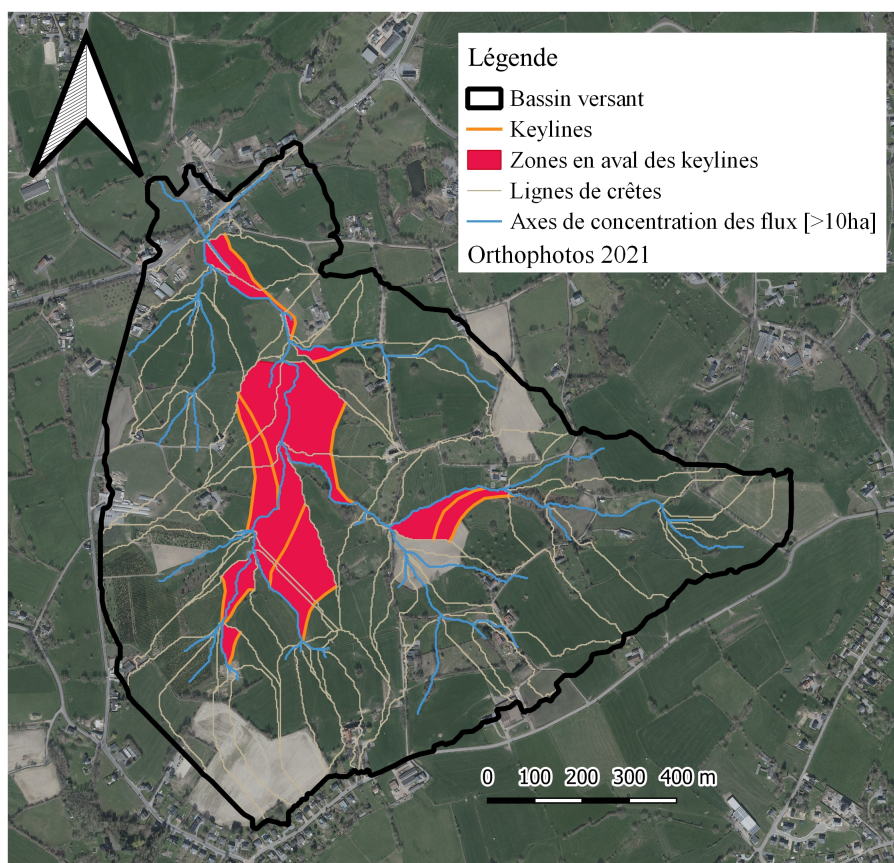 Légende
Bassin versant
Keylines
Zones en aval des keylines
Lignes de crêtes
Axes de concentration des flux [>10ha]
Orthophotos 2021
0 100 200 300 400 m